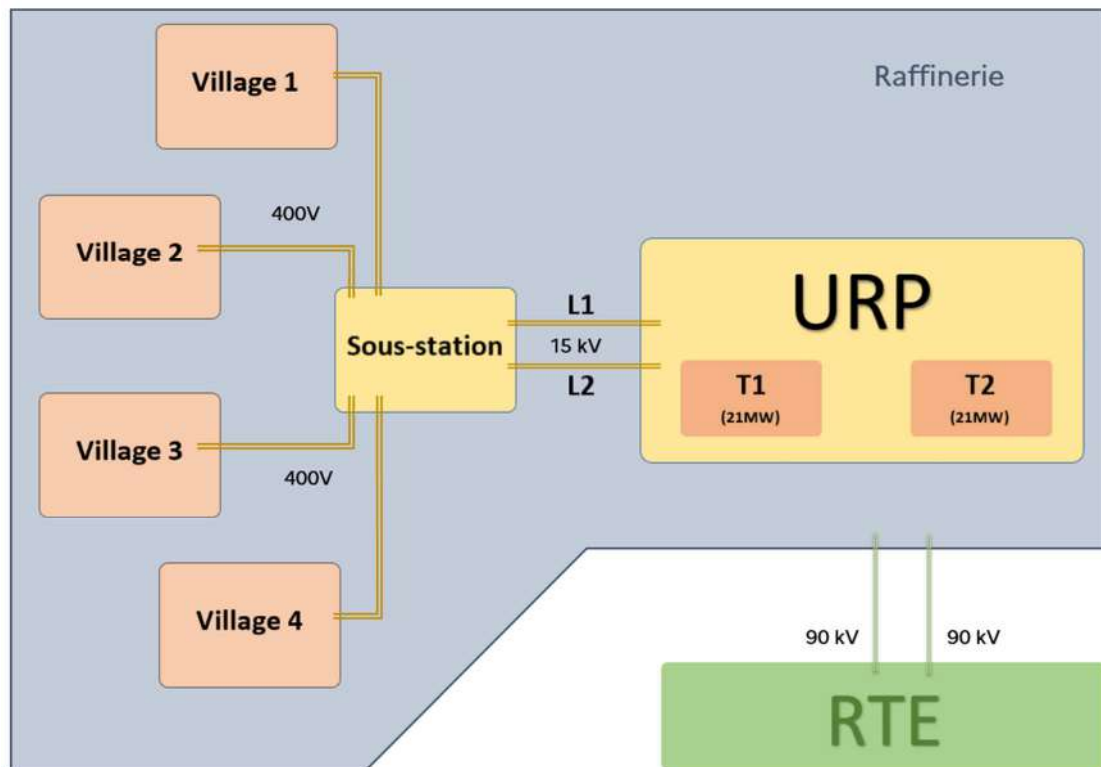 Village 1
Raffinerie
400V
Village 2
URP
L1
Sous-station
15 kV
L2
T1
(21MW)
T2
(21MW)
Village 3
400V
Village 4
90 kV
90 kV
RTE